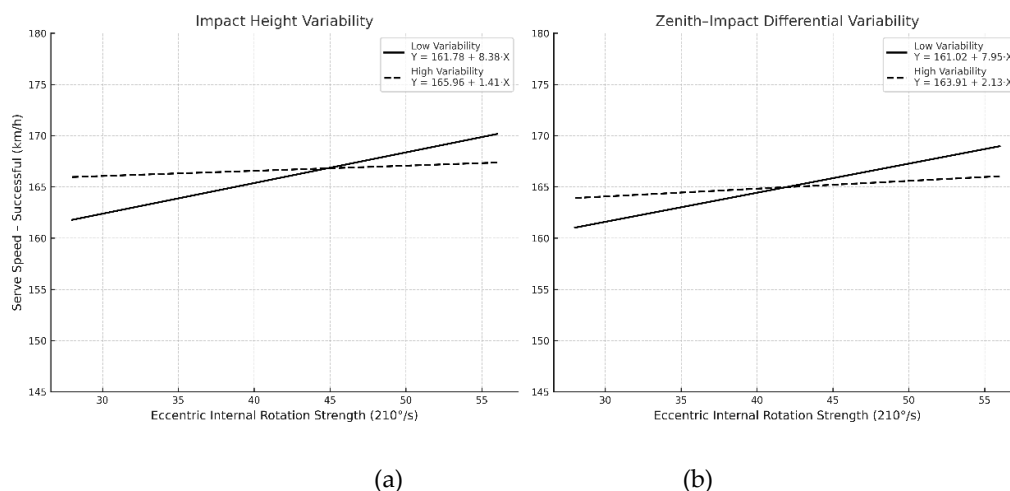 Impact Height Variability
180
175
170
165
160
155
150
145
Serve Speed – Successful (km/h)
Low Variability
Y = 161.78 + 8.38·X
High Variability
Y = 165.96 + 1.41·X
30 35 40 45 50 55
Eccentric Internal Rotation Strength (210°/s)
(a)
Zenith–Impact Differential Variability
180
175
170
165
160
155
150
145
Low Variability
Y = 161.02 + 7.95·X
High Variability
Y = 163.91 + 2.13·X
30 35 40 45 50 55
Eccentric Internal Rotation Strength (210°/s)
(b)